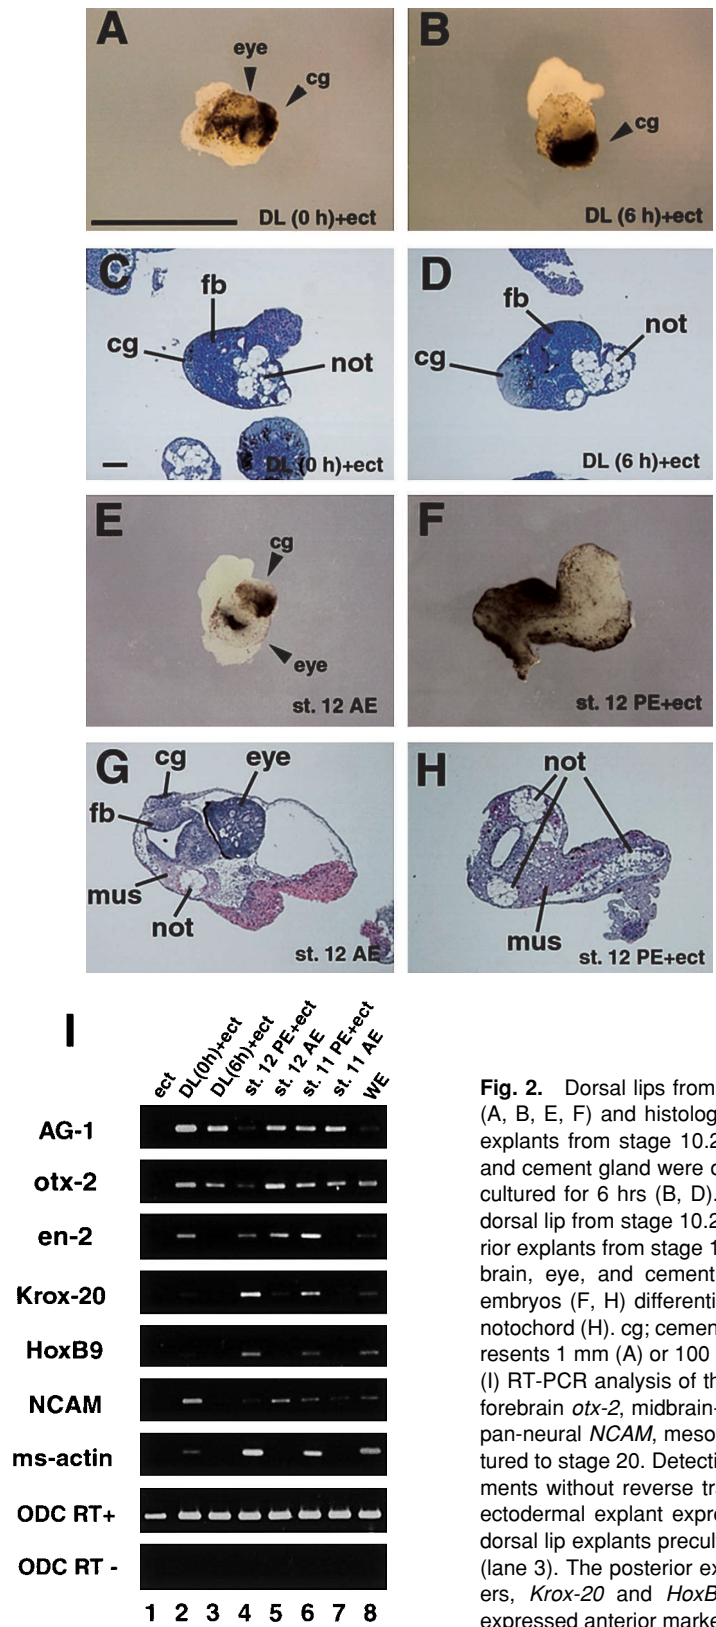 A
eye
cg
DL (0 h)+ect
B
cg
DL (6 h)+ect
C
fb
cg
not
DL (0 h)+ect
D
fb
not
cg
DL (6 h)+ect
E
cg
eye
st. 12 AE
F
st. 12 PE+ect
G
cg
eye
fb
mus
not
st. 12 AE
H
not
mus
st. 12 PE+ect
I
ect
DL(0h)+ect
DL(6h)+ect
st. 12 PE+ect
st. 12 AE
st. 11 PE+ect
st. 11 AE
WE
AG-1
otx-2
en-2
Krox-20
HoxB9
NCAM
ms-actin
ODC RT+
ODC RT -
1 2 3 4 5 6 7 8
Fig. 2. Dorsal lips from
(A, B, E, F) and histolog
explants from stage 10.2
and cement gland were c
cultured for 6 hrs (B, D).
dorsal lip from stage 10.2
rior explants from stage 1
brain, eye, and cement
embryos (F, H) differenti
notochord (H). cg; cemen
resents 1 mm (A) or 100
(I) RT-PCR analysis of th
forebrain otx-2, midbrain-
pan-neural NCAM, meso
tured to stage 20. Detecti
ments without reverse tra
ectodermal explant expre
dorsal lip explants precul
(lane 3). The posterior ex
ers, Krox-20 and HoxB
expressed anterior marke